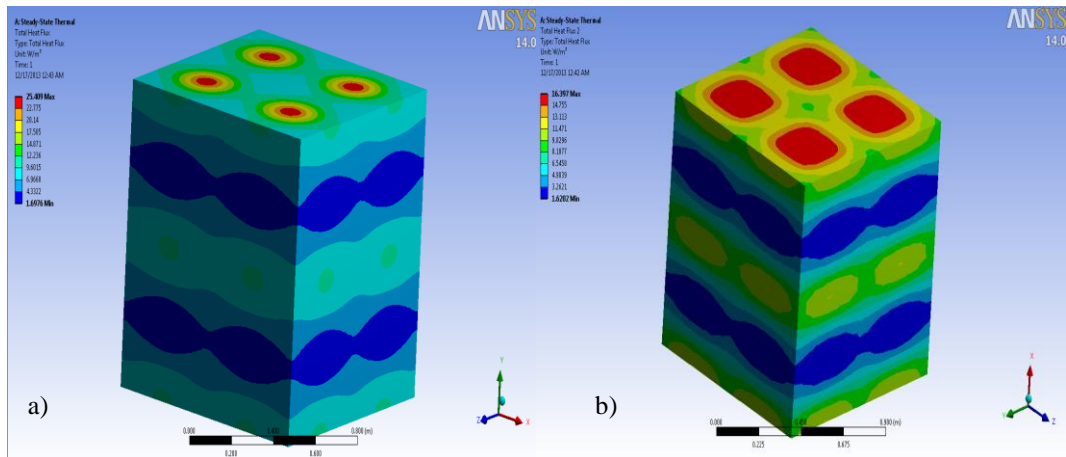 A: Steady-State Thermal
Total Heat Flux
Type: Total Heat Flux
Unit: W/m²
Time: 1
12/17/2013 12:43 AM
25.409 Max
22.775
20.14
17.505
14.871
12.236
9.6015
6.9668
4.3322
1.6976 Min
ANSYS
14.0
a)
Y
Z
X
0.000
0.400
0.800 (m)
0.200
0.600
A: Steady-State Thermal
Total Heat Flux 2
Type: Total Heat Flux
Unit: W/m²
Time: 1
12/17/2013 12:42 AM
16.397 Max
14.755
13.113
11.471
9.8296
8.1877
6.5458
4.9039
3.2621
1.6202 Min
ANSYS
14.0
b)
X
Y
Z
0.000
0.225
0.675